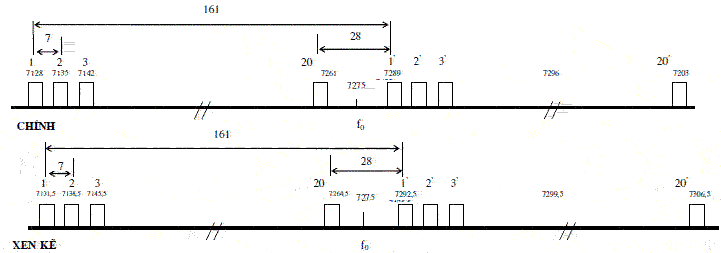 161
7 28
1 2 3 20 1' 2' 3' 20'
7128 7135 7142 7261 7275 7289 7296 7203
CHÍNH f₀
161
7 28
1 2 3 20 1' 2' 3' 20'
7131,5 7138,5 7145,5 7264,5 7275 7292,5 7299,5 7306,5
XEN KẼ f₀